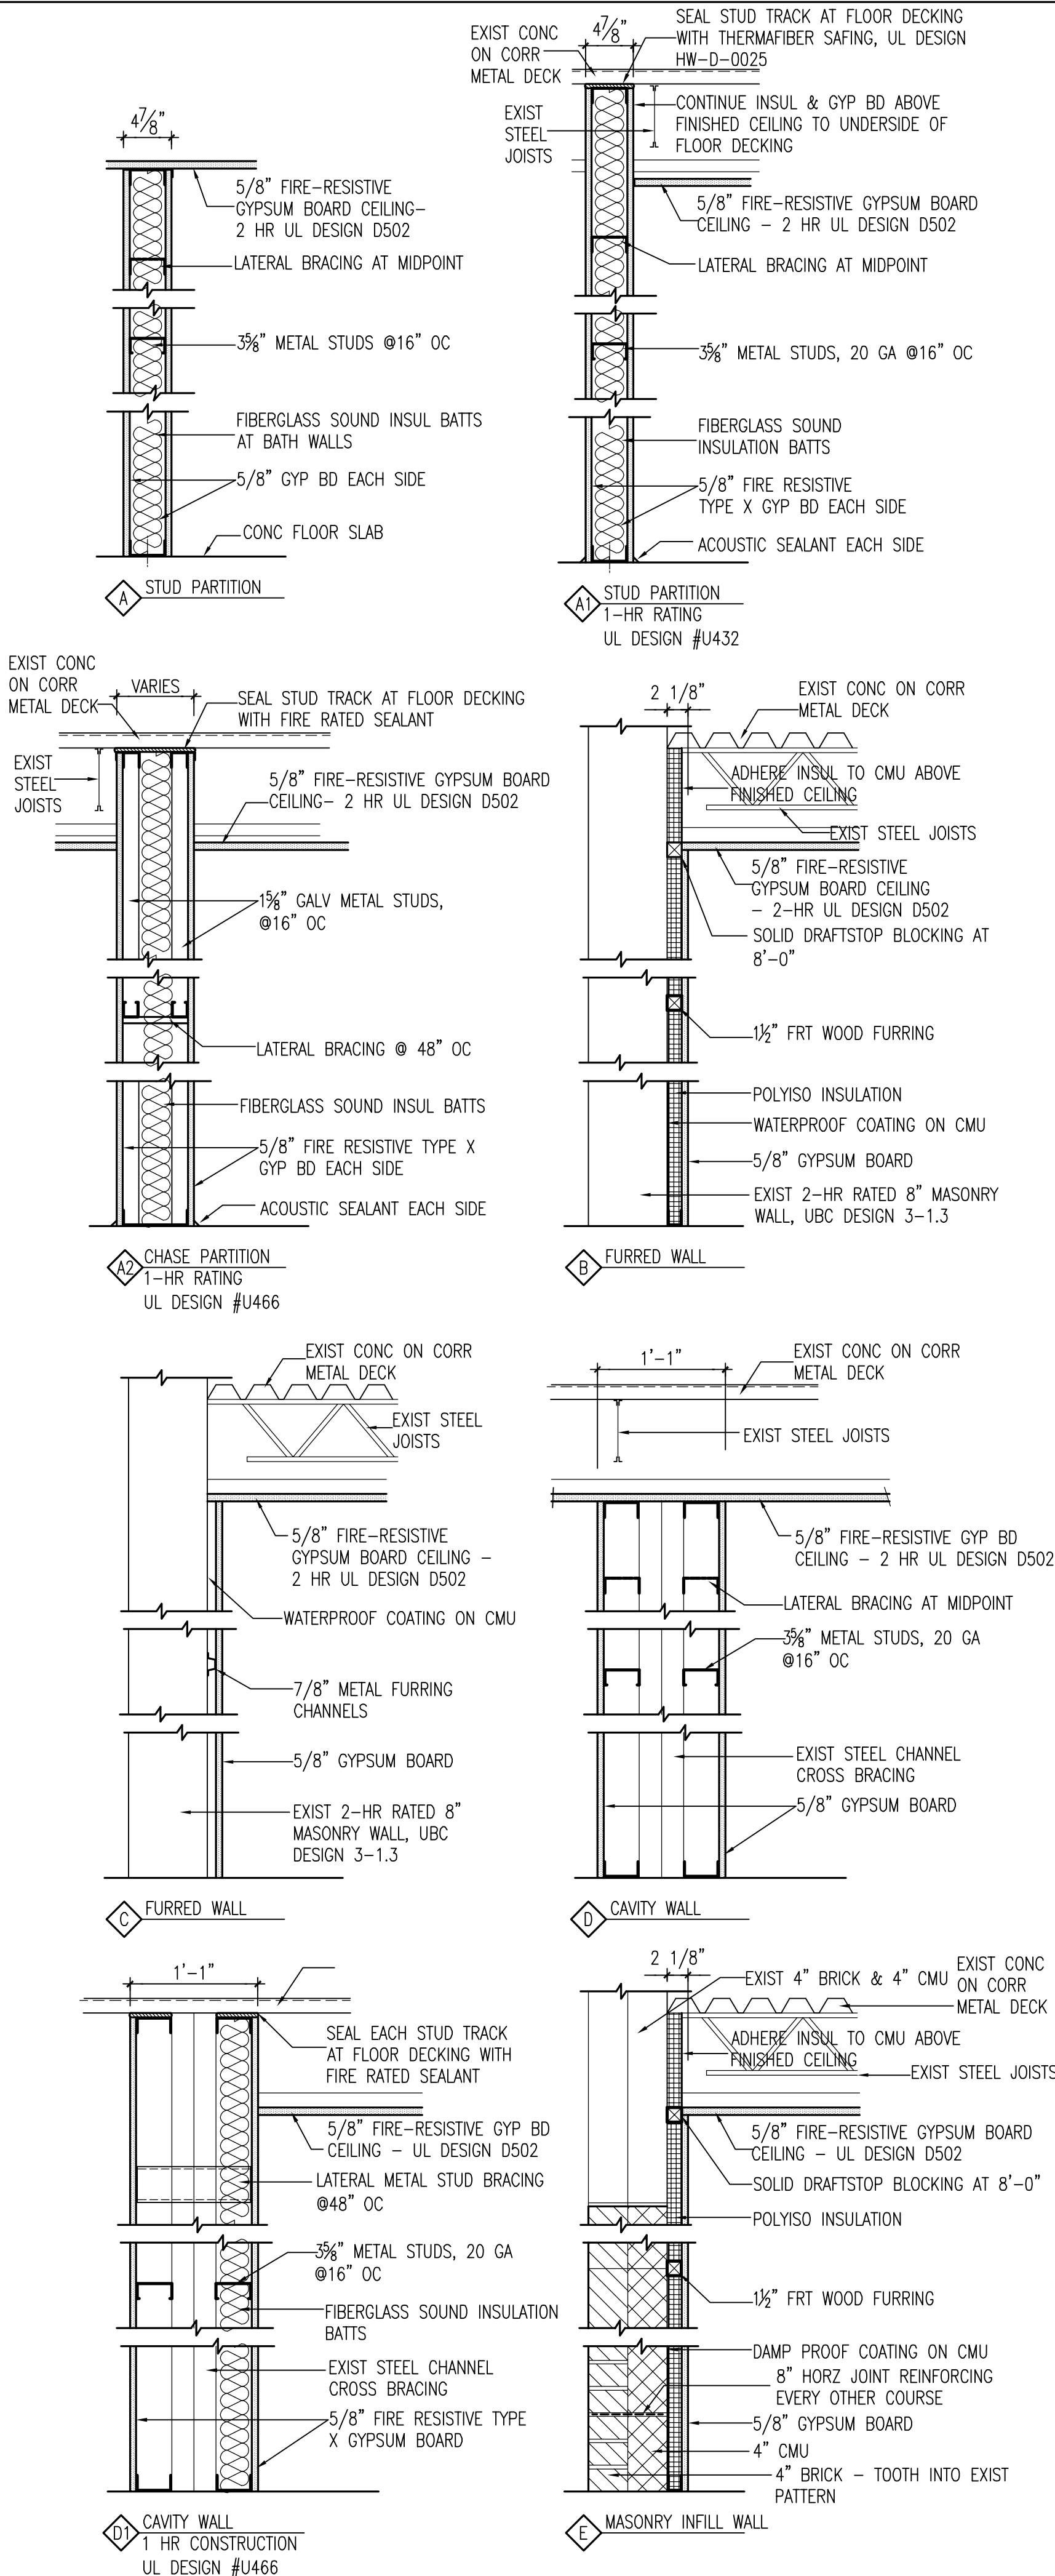 4⅞"
5/8" FIRE-RESISTIVE
GYPSUM BOARD CEILING-
2 HR UL DESIGN D502
LATERAL BRACING AT MIDPOINT
3⅝" METAL STUDS @16" OC
FIBERGLASS SOUND INSUL BATTS
AT BATH WALLS
5/8" GYP BD EACH SIDE
CONC FLOOR SLAB
A STUD PARTITION
EXIST CONC
ON CORR
METAL DECK
4⅞"
SEAL STUD TRACK AT FLOOR DECKING
WITH THERMAFIBER SAFING, UL DESIGN
HW-D-0025
EXIST
STEEL
JOISTS
CONTINUE INSUL & GYP BD ABOVE
FINISHED CEILING TO UNDERSIDE OF
FLOOR DECKING
5/8" FIRE-RESISTIVE GYPSUM BOARD
CEILING - 2 HR UL DESIGN D502
LATERAL BRACING AT MIDPOINT
3⅝" METAL STUDS, 20 GA @16" OC
FIBERGLASS SOUND
INSULATION BATTS
5/8" FIRE RESISTIVE
TYPE X GYP BD EACH SIDE
ACOUSTIC SEALANT EACH SIDE
A1 STUD PARTITION
1-HR RATING
UL DESIGN #U432
EXIST CONC
ON CORR
METAL DECK
VARIES
SEAL STUD TRACK AT FLOOR DECKING
WITH FIRE RATED SEALANT
EXIST
STEEL
JOISTS
5/8" FIRE-RESISTIVE GYPSUM BOARD
CEILING- 2 HR UL DESIGN D502
1⅝" GALV METAL STUDS,
@16" OC
LATERAL BRACING @ 48" OC
FIBERGLASS SOUND INSUL BATTS
5/8" FIRE RESISTIVE TYPE X
GYP BD EACH SIDE
ACOUSTIC SEALANT EACH SIDE
A2 CHASE PARTITION
1-HR RATING
UL DESIGN #U466
2 1/8"
EXIST CONC ON CORR
METAL DECK
ADHERE INSUL TO CMU ABOVE
FINISHED CEILING
EXIST STEEL JOISTS
5/8" FIRE-RESISTIVE
GYPSUM BOARD CEILING
- 2-HR UL DESIGN D502
SOLID DRAFTSTOP BLOCKING AT
8'-0"
1½" FRT WOOD FURRING
POLYISO INSULATION
WATERPROOF COATING ON CMU
5/8" GYPSUM BOARD
EXIST 2-HR RATED 8" MASONRY
WALL, UBC DESIGN 3-1.3
B FURRED WALL
EXIST CONC ON CORR
METAL DECK
EXIST STEEL
JOISTS
5/8" FIRE-RESISTIVE
GYPSUM BOARD CEILING -
2 HR UL DESIGN D502
WATERPROOF COATING ON CMU
7/8" METAL FURRING
CHANNELS
5/8" GYPSUM BOARD
EXIST 2-HR RATED 8"
MASONRY WALL, UBC
DESIGN 3-1.3
C FURRED WALL
1'-1"
EXIST CONC ON CORR
METAL DECK
EXIST STEEL JOISTS
5/8" FIRE-RESISTIVE GYP BD
CEILING - 2 HR UL DESIGN D502
LATERAL BRACING AT MIDPOINT
3⅝" METAL STUDS, 20 GA
@16" OC
EXIST STEEL CHANNEL
CROSS BRACING
5/8" GYPSUM BOARD
D CAVITY WALL
1'-1"
SEAL EACH STUD TRACK
AT FLOOR DECKING WITH
FIRE RATED SEALANT
5/8" FIRE-RESISTIVE GYP BD
CEILING - UL DESIGN D502
LATERAL METAL STUD BRACING
@48" OC
3⅝" METAL STUDS, 20 GA
@16" OC
FIBERGLASS SOUND INSULATION
BATTS
EXIST STEEL CHANNEL
CROSS BRACING
5/8" FIRE RESISTIVE TYPE
X GYPSUM BOARD
D1 CAVITY WALL
1 HR CONSTRUCTION
UL DESIGN #U466
2 1/8"
EXIST 4" BRICK & 4" CMU
EXIST CONC
ON CORR
METAL DECK
ADHERE INSUL TO CMU ABOVE
FINISHED CEILING
EXIST STEEL JOISTS
5/8" FIRE-RESISTIVE GYPSUM BOARD
CEILING - UL DESIGN D502
SOLID DRAFTSTOP BLOCKING AT 8'-0"
POLYISO INSULATION
1½" FRT WOOD FURRING
DAMP PROOF COATING ON CMU
8" HORZ JOINT REINFORCING
EVERY OTHER COURSE
5/8" GYPSUM BOARD
4" CMU
4" BRICK - TOOTH INTO EXIST
PATTERN
E MASONRY INFILL WALL